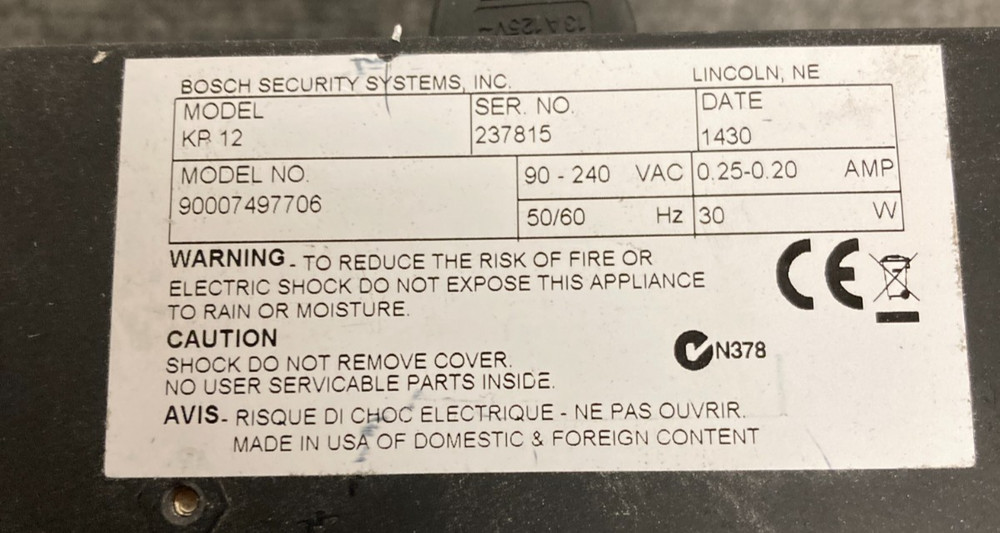 13A 125V~
BOSCH SECURITY SYSTEMS, INC. LINCOLN, NE
MODEL SER. NO. DATE
KP 12 237815 1430
MODEL NO. 90 - 240 VAC 0.25-0.20 AMP
90007497706 50/60 Hz 30 W
WARNING - TO REDUCE THE RISK OF FIRE OR
ELECTRIC SHOCK DO NOT EXPOSE THIS APPLIANCE
TO RAIN OR MOISTURE.
CE
CAUTION
SHOCK DO NOT REMOVE COVER.
N378
NO USER SERVICABLE PARTS INSIDE.
AVIS- RISQUE DI CHOC ELECTRIQUE - NE PAS OUVRIR.
MADE IN USA OF DOMESTIC & FOREIGN CONTENT